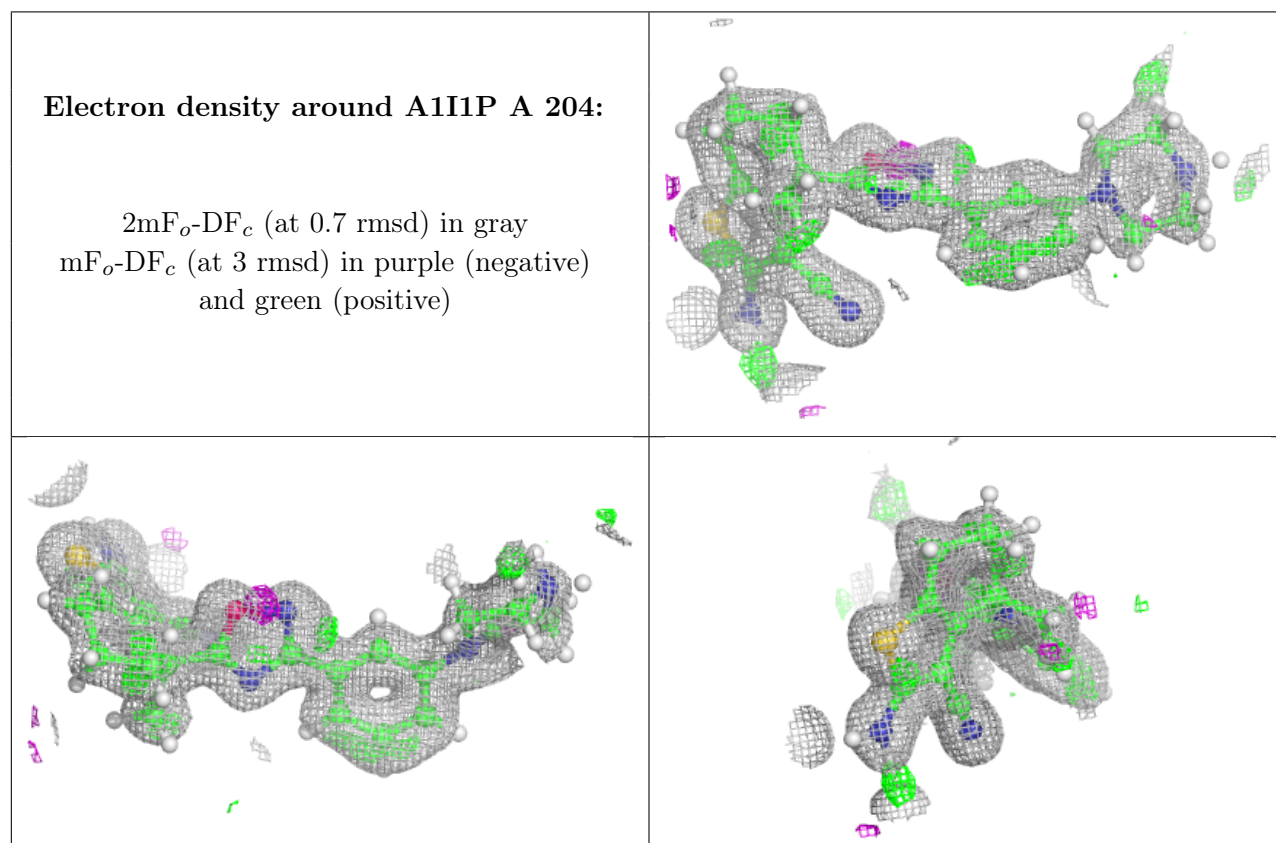 Electron density around A1I1P A 204:
2mFo-DFc (at 0.7 rmsd) in gray
mFo-DFc (at 3 rmsd) in purple (negative)
and green (positive)